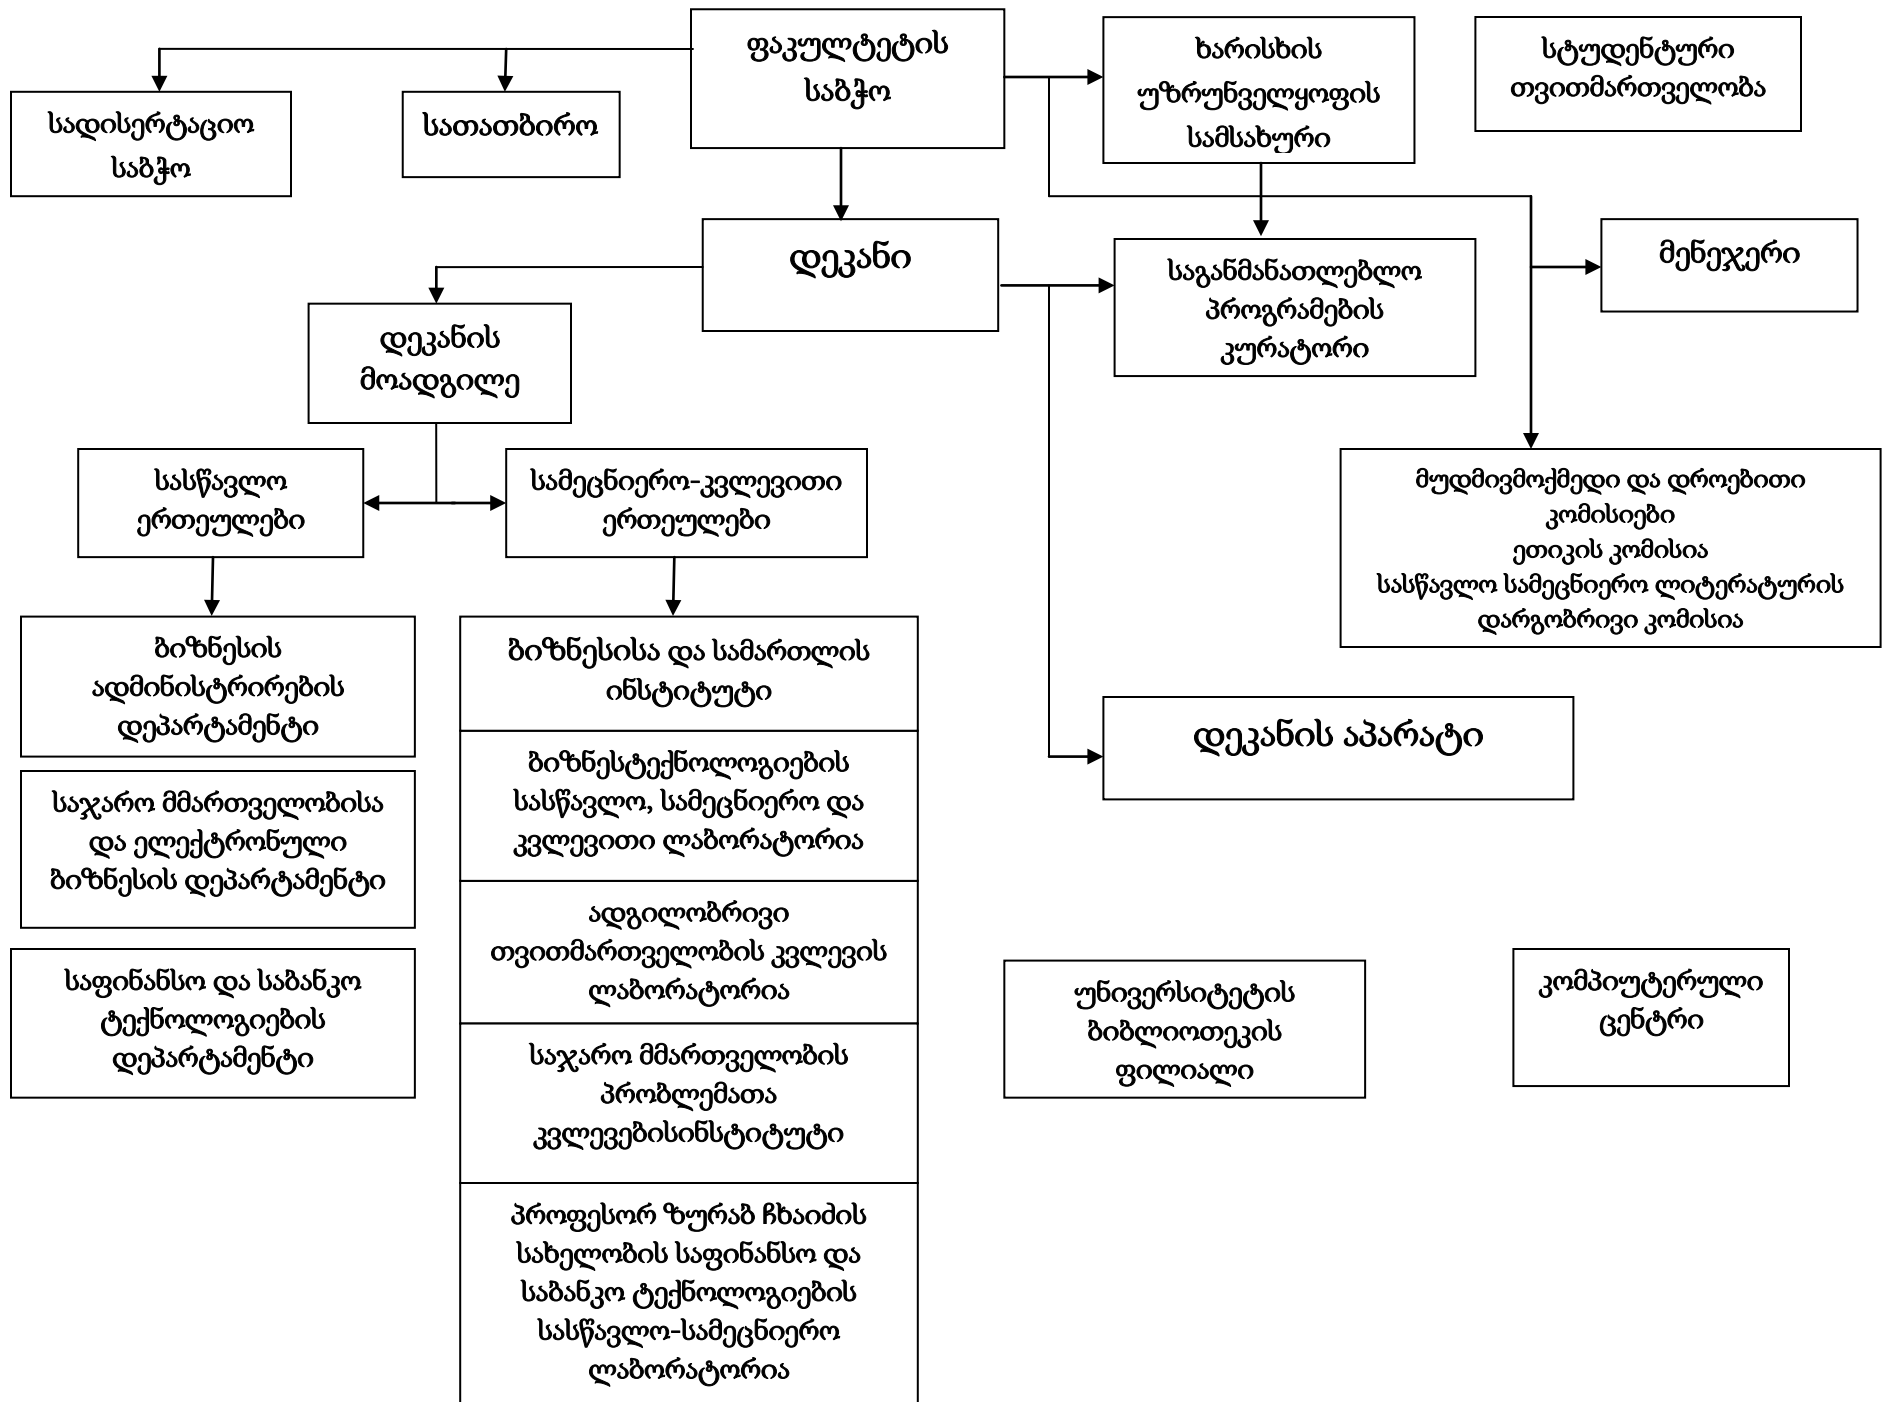 ფაკულტეტის
საბჭო
ხარისხის
უზრუნველყოფის
სამსახური
სტუდენტური
თვითმართველობა
სადისერტაციო
საბჭო
სათათბირო
დეკანი
საგანმანათლებლო
პროგრამების
კურატორი
მენეჯერი
დეკანის
მოადგილე
სასწავლო
ერთეულები
სამეცნიერო-კვლევითი
ერთეულები
მუდმივმოქმედი და დროებითი
კომისიები
ეთიკის კომისია
სასწავლო სამეცნიერო ლიტერატურის
დარგობრივი კომისია
ბიზნესის
ადმინისტრირების
დეპარტამენტი
საჯარო მმართველობისა
და ელექტრონული
ბიზნესის დეპარტამენტი
საფინანსო და საბანკო
ტექნოლოგიების
დეპარტამენტი
ბიზნესისა და სამართლის
ინსტიტუტი
ბიზნესტექნოლოგიების
სასწავლო, სამეცნიერო და
კვლევითი ლაბორატორია
ადგილობრივი
თვითმართველობის კვლევის
ლაბორატორია
საჯარო მმართველობის
პრობლემათა
კვლევებისინსტიტუტი
პროფესორ ზურაბ ჩხაიძის
სახელობის საფინანსო და
საბანკო ტექნოლოგიების
სასწავლო-სამეცნიერო
ლაბორატორია
დეკანის აპარატი
უნივერსიტეტის
ბიბლიოთეკის
ფილიალი
კომპიუტერული
ცენტრი